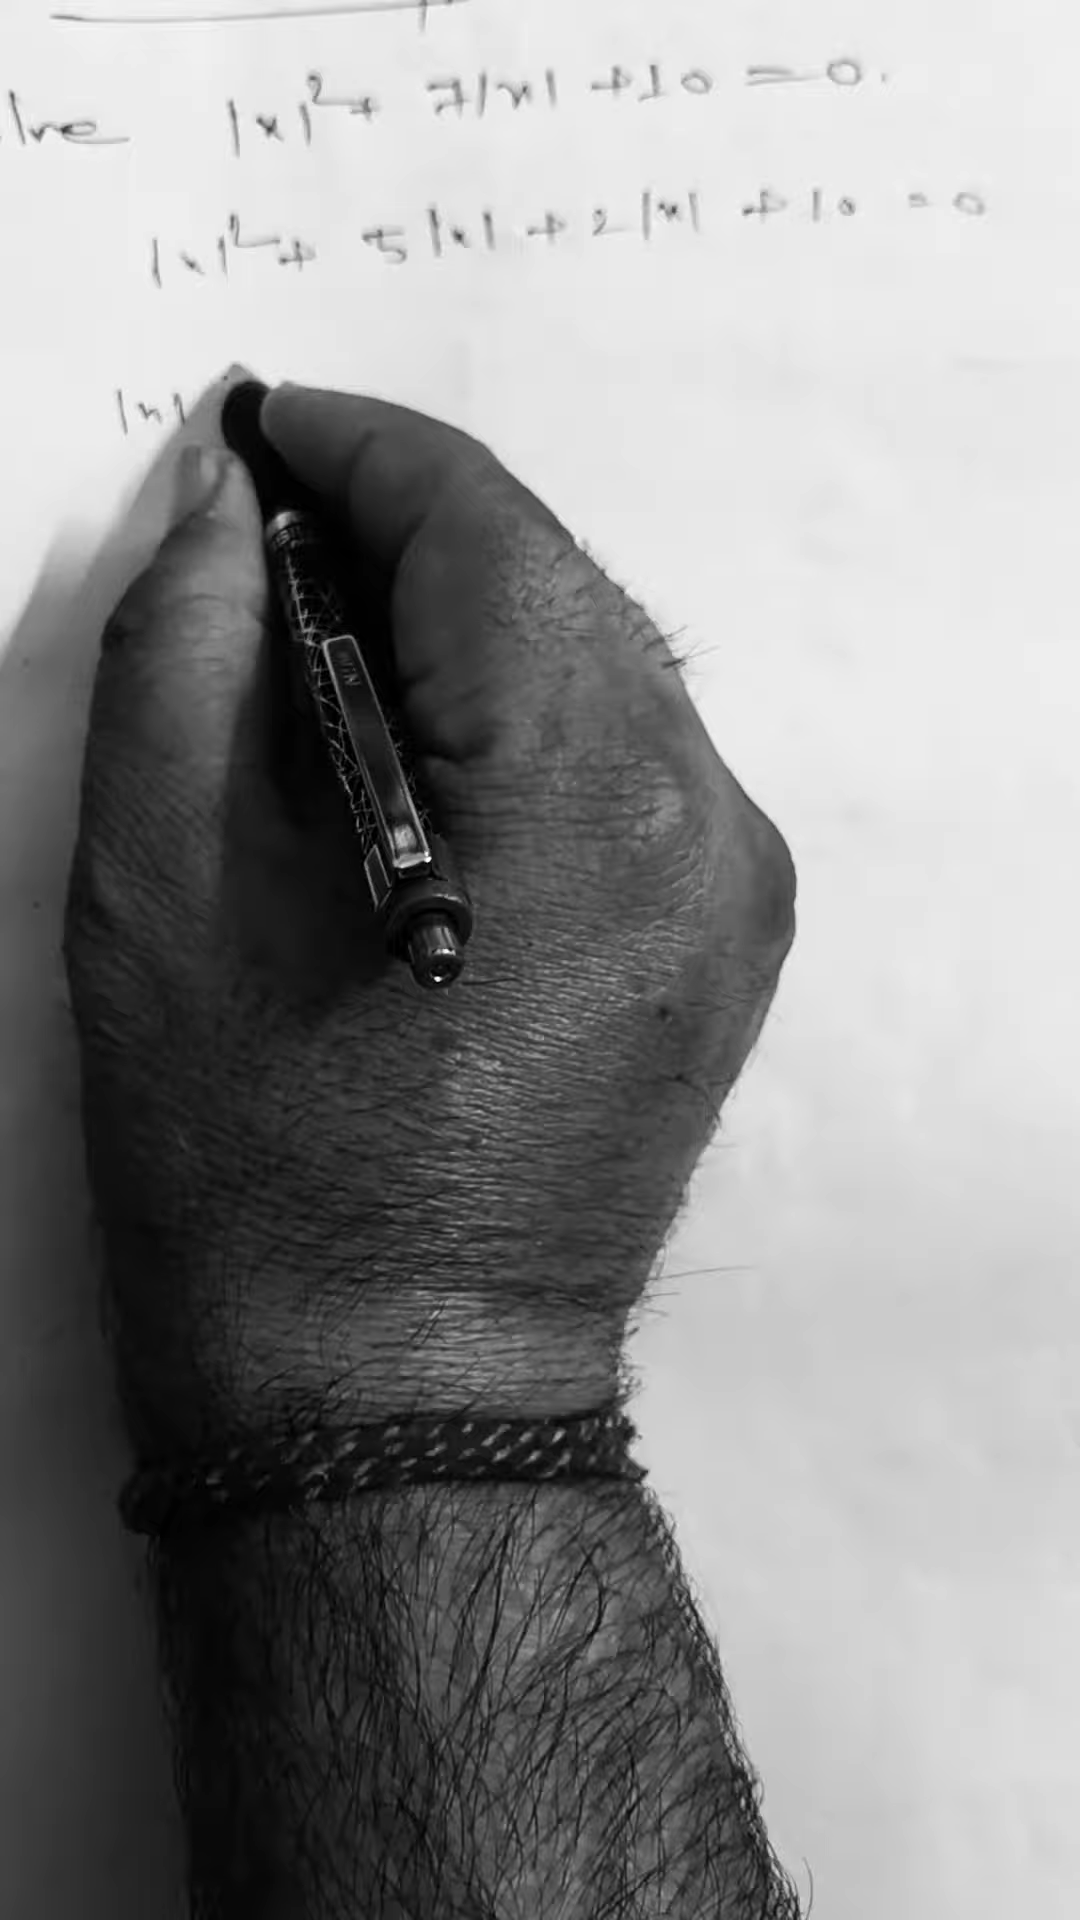 lve |x|²+ 7|x| +10 =0.
|x|²+ 5|x| + 2|x| +10 =0
|x|